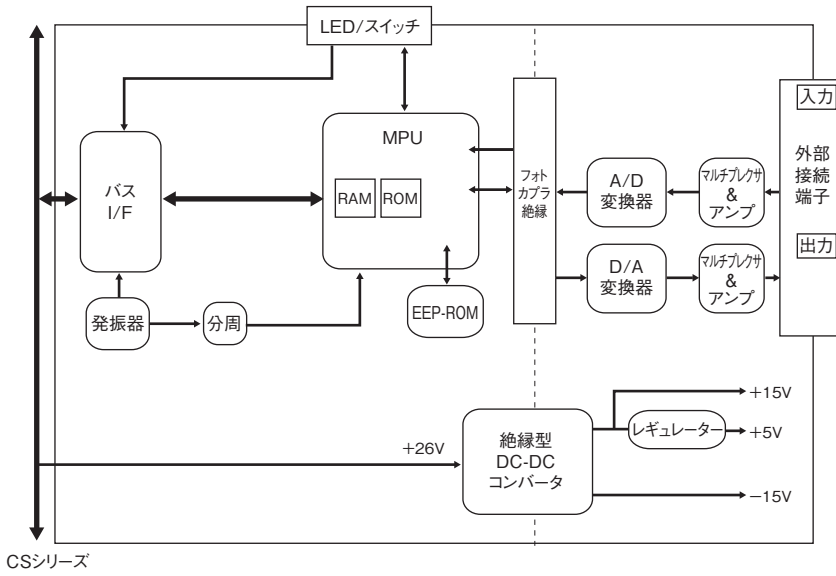 LED/スイッチ
MPU
RAM
ROM
バス
I/F
フォト
カプラ
絶縁
A/D
変換器
マルチプレクサ
&
アンプ
入力
外部
接続
端子
出力
D/A
変換器
マルチプレクサ
&
アンプ
発振器
分周
EEP-ROM
+26V
絶縁型
DC-DC
コンバータ
+15V
レギュレーター
+5V
−15V
CSシリーズ